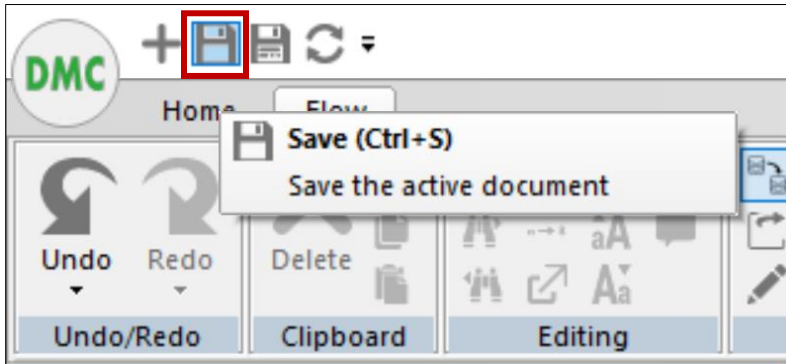 DMC
Home Flow
Save (Ctrl+S)
Save the active document
Undo Redo Delete
Undo/Redo Clipboard Editing